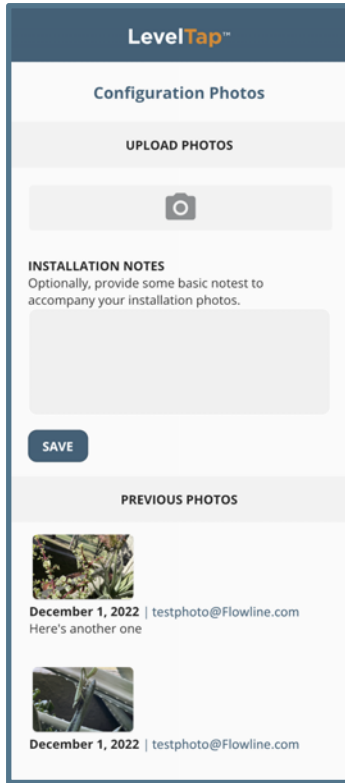 LevelTap™
Configuration Photos
UPLOAD PHOTOS
INSTALLATION NOTES
Optionally, provide some basic notest to
accompany your installation photos.
SAVE
PREVIOUS PHOTOS
December 1, 2022 | testphoto@Flowline.com
Here's another one
December 1, 2022 | testphoto@Flowline.com